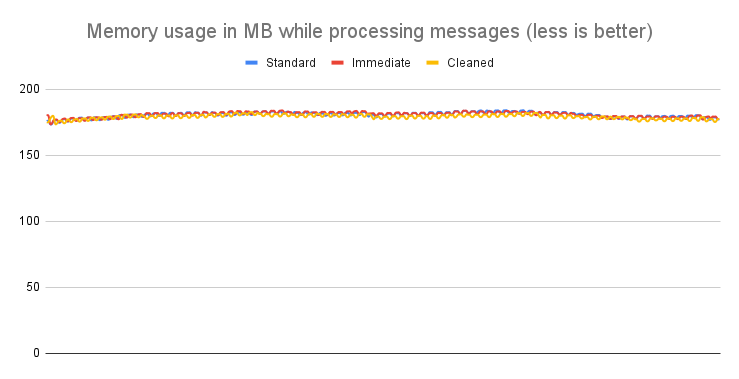 Memory usage in MB while processing messages (less is better)
Standard Immediate Cleaned
200
150
100
50
0